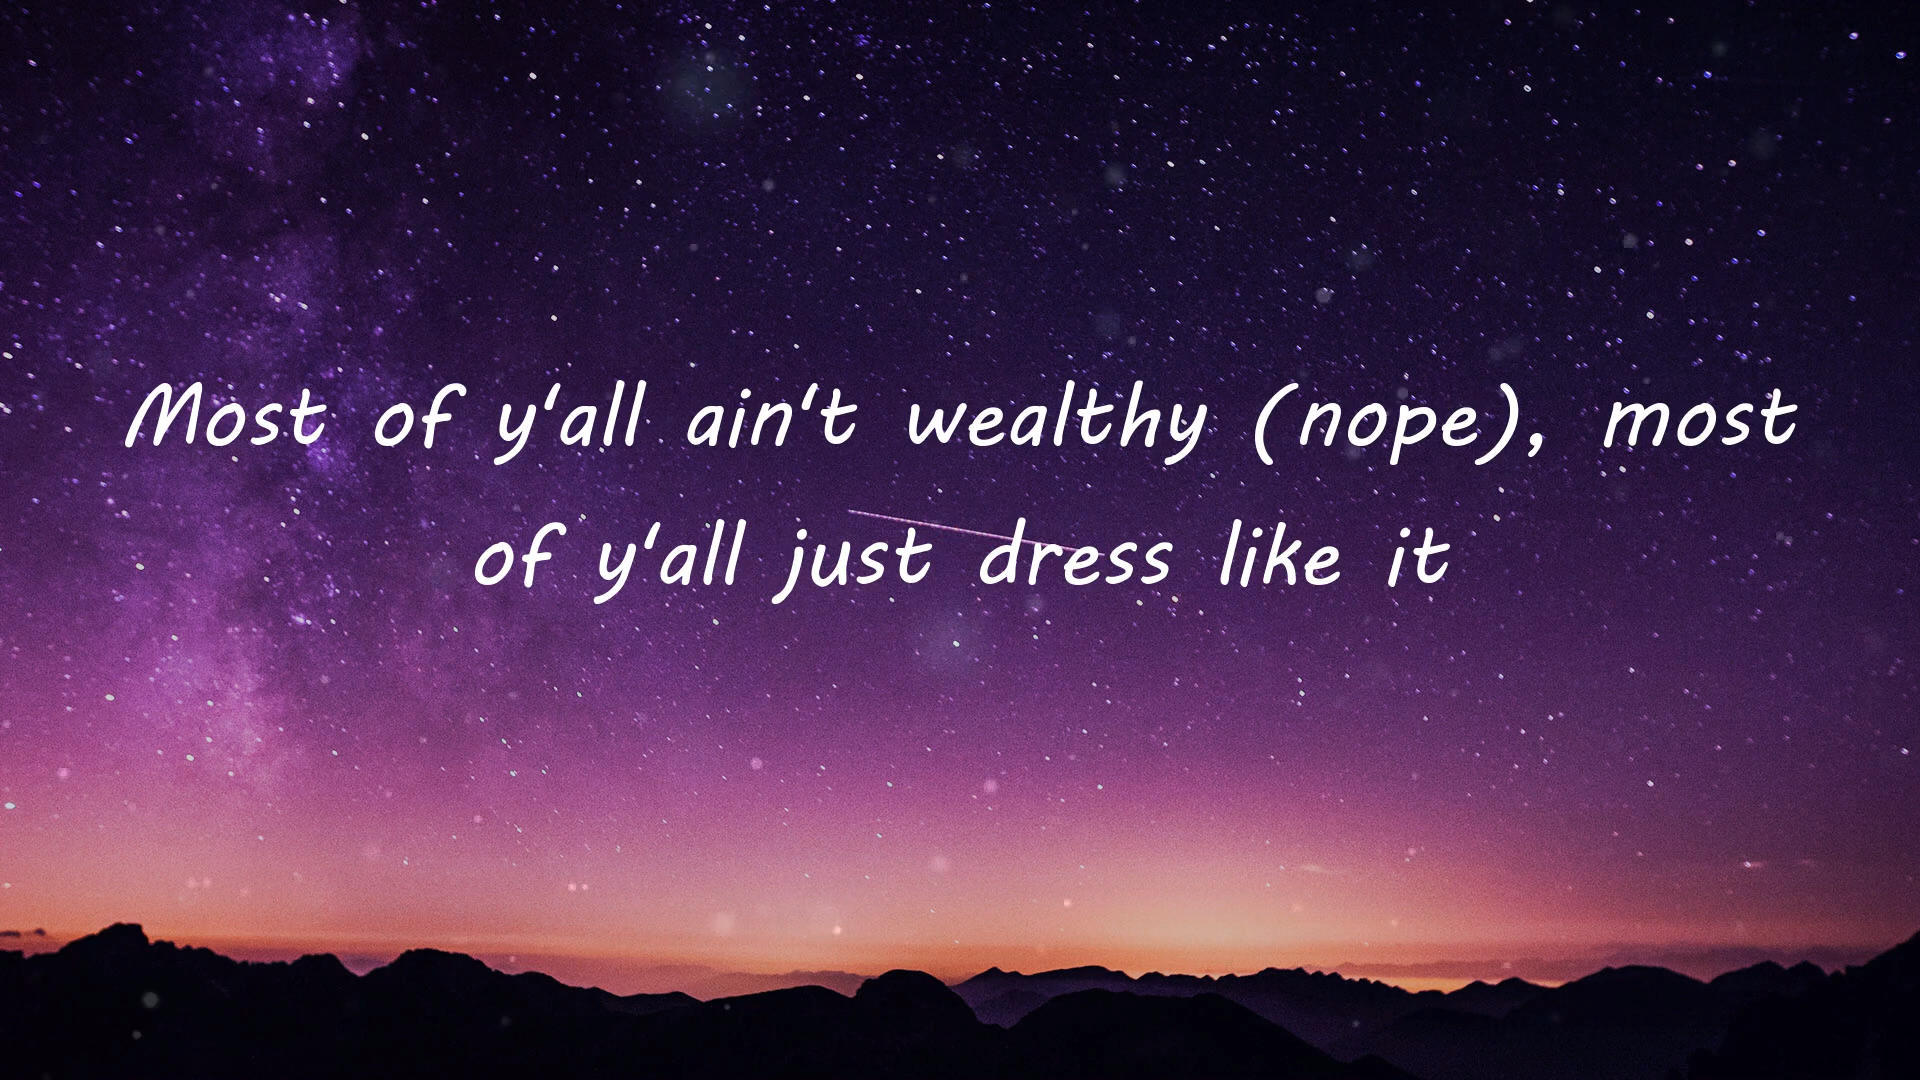 Most of y'all ain't wealthy (nope), most
of y'all just dress like it